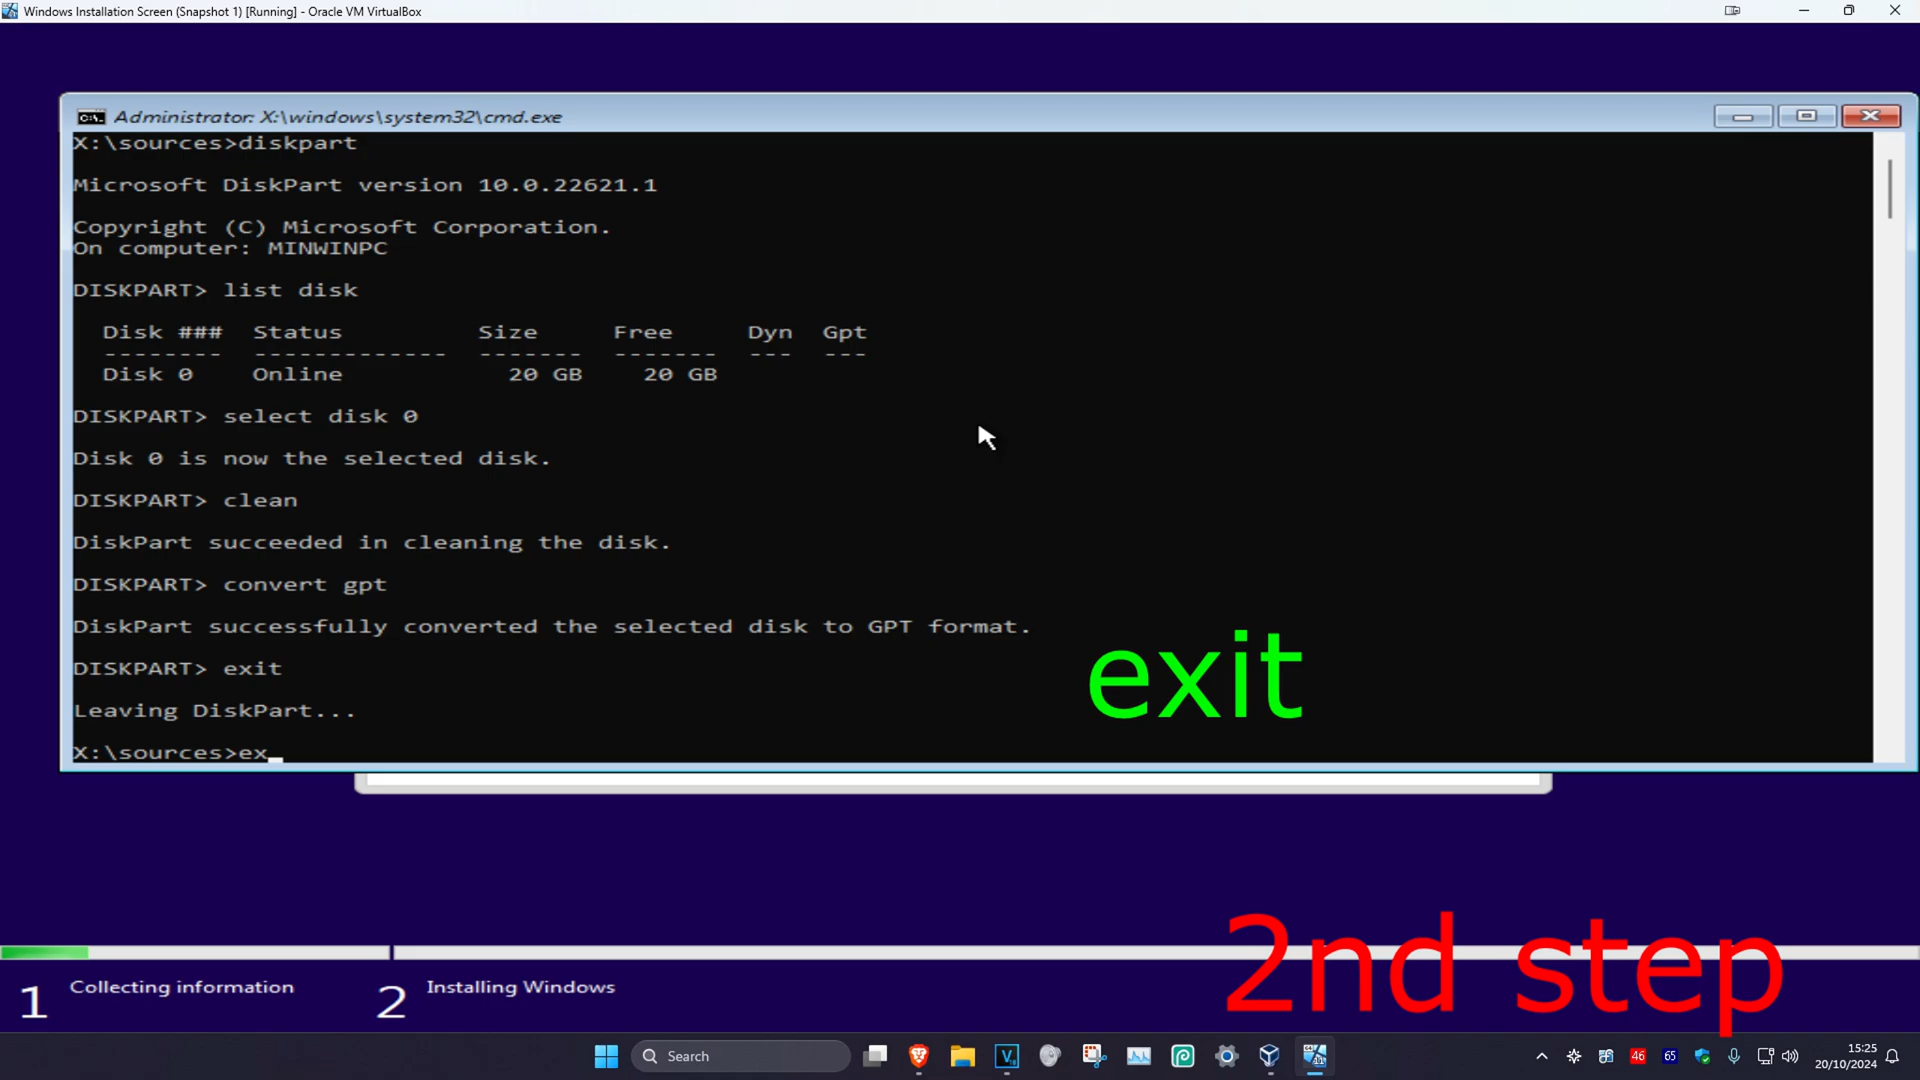 Windows Installation Screen (Snapshot 1) [Running] - Oracle VM VirtualBox
Administrator: X:\windows\system32\cmd.exe
X:\sources>diskpart
Microsoft DiskPart version 10.0.22621.1
Copyright (C) Microsoft Corporation.
On computer: MINWINPC
DISKPART> list disk
Disk ### Status Size Free Dyn Gpt
-------- ------------- ------- ------- --- ---
Disk 0 Online 20 GB 20 GB
DISKPART> select disk 0
Disk 0 is now the selected disk.
DISKPART> clean
DiskPart succeeded in cleaning the disk.
DISKPART> convert gpt
DiskPart successfully converted the selected disk to GPT format.
DISKPART> exit
Leaving DiskPart...
X:\sources>ex_
exit
2nd step
1 Collecting information 2 Installing Windows
Search
46 65 15:25
20/10/2024